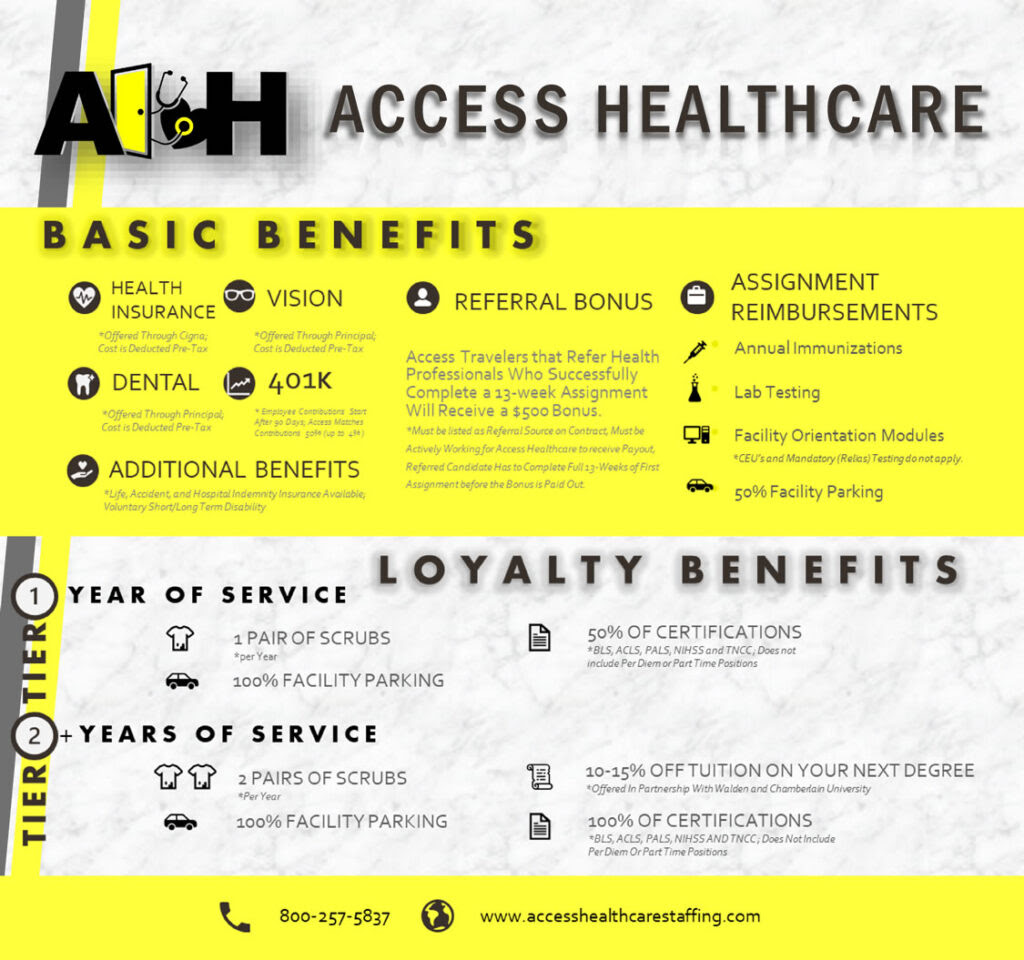 A H
ACCESS HEALTHCARE
BASIC BENEFITS
HEALTH
INSURANCE
*Offered Through Cigna;
Cost is Deducted Pre-Tax
VISION
*Offered Through Principal;
Cost is Deducted Pre-Tax
DENTAL
*Offered Through Principal;
Cost is Deducted Pre-Tax
401K
* Employee Contributions Start
After 90 Days; Access Matches
Contributions 50% (up to 4%)
ADDITIONAL BENEFITS
*Life, Accident, and Hospital Indemnity Insurance Available;
Voluntary Short/Long Term Disability
REFERRAL BONUS
Access Travelers that Refer Health
Professionals Who Successfully
Complete a 13-week Assignment
Will Receive a $500 Bonus.
*Must be listed as Referral Source on Contract, Must be
Actively Working for Access Healthcare to receive Payout,
Referred Candidate Has to Complete Full 13-Weeks of First
Assignment before the Bonus is Paid Out.
ASSIGNMENT
REIMBURSEMENTS
Annual Immunizations
Lab Testing
Facility Orientation Modules
*CEU's and Mandatory (Relias) Testing do not apply.
50% Facility Parking
LOYALTY BENEFITS
TIER 1
YEAR OF SERVICE
1 PAIR OF SCRUBS
*per Year
100% FACILITY PARKING
50% OF CERTIFICATIONS
*BLS, ACLS, PALS, NIHSS and TNCC; Does not
include Per Diem or Part Time Positions
TIER 2
+YEARS OF SERVICE
2 PAIRS OF SCRUBS
*Per Year
100% FACILITY PARKING
10-15% OFF TUITION ON YOUR NEXT DEGREE
*Offered In Partnership With Walden and Chamberlain University
100% OF CERTIFICATIONS
*BLS, ACLS, PALS, NIHSS AND TNCC; Does Not Include
Per Diem Or Part Time Positions
800-257-5837
www.accesshealthcarestaffing.com